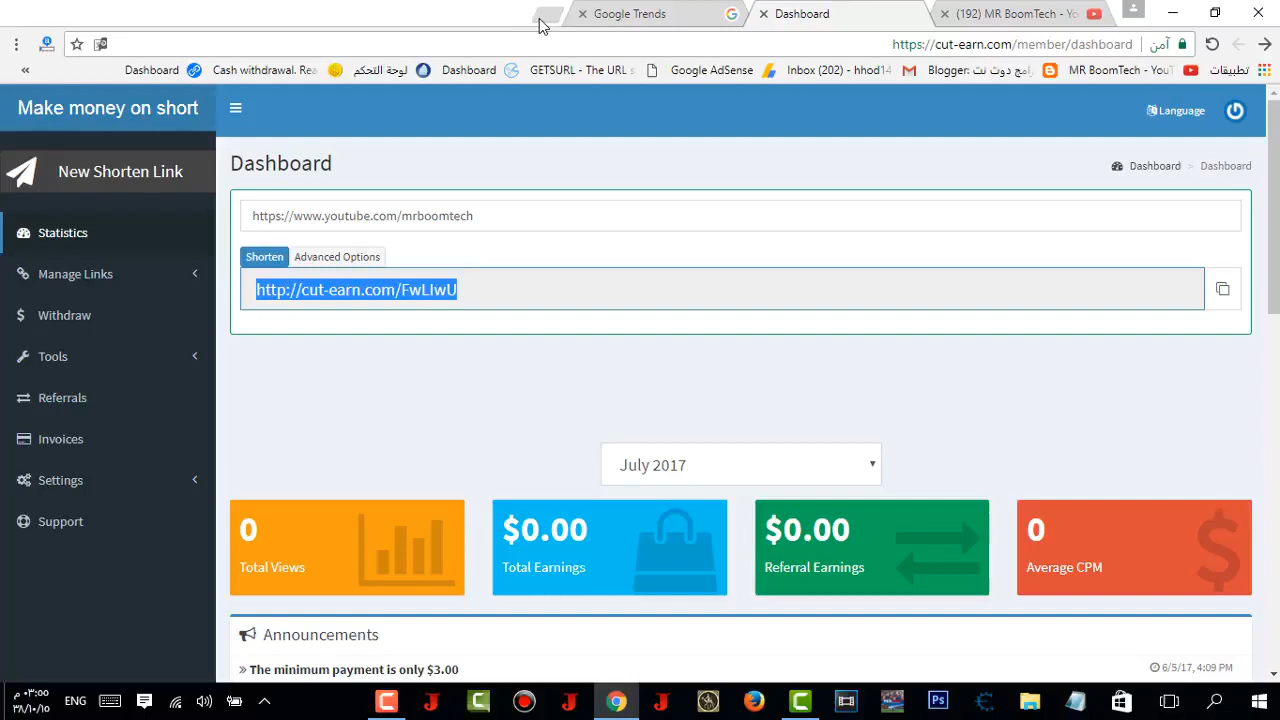 Google Trends
Dashboard
(192) MR BoomTech - Yo
https://cut-earn.com/member/dashboard
آمن
«
Dashboard
Cash withdrawal. Rea
لوحة التحكم
Dashboard
GETSURL - The URL s
Google AdSense
Inbox (202) - hhod14
Blogger: رامج دوت نت
MR BoomTech - YouT
تطبيقات
Make money on short
Language
New Shorten Link
Dashboard
Dashboard > Dashboard
https://www.youtube.com/mrboomtech
Statistics
Shorten
Advanced Options
Manage Links
http://cut-earn.com/FwLIwU
Withdraw
Tools
Referrals
Invoices
July 2017
Settings
Support
0
Total Views
$0.00
Total Earnings
$0.00
Referral Earnings
0
Average CPM
Announcements
» The minimum payment is only $3.00
6/5/17, 4:09 PM
ENG